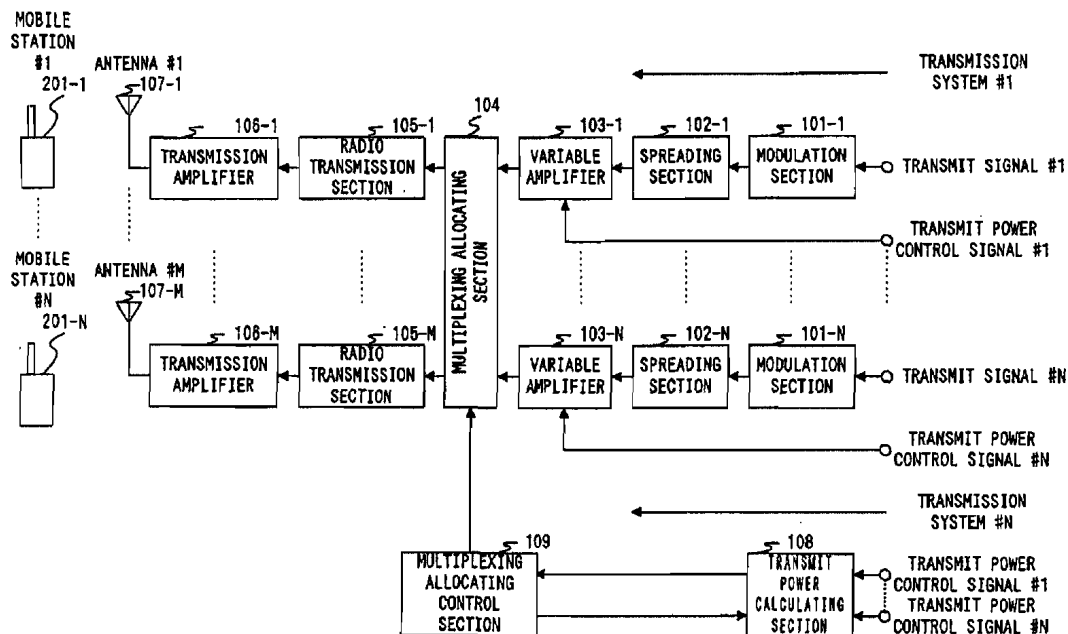 MOBILE
STATION
#1
201-1
ANTENNA #1
107-1
106-1
TRANSMISSION
AMPLIFIER
105-1
RADIO
TRANSMISSION
SECTION
104
MULTIPLEXING ALLOCATING
SECTION
103-1
VARIABLE
AMPLIFIER
102-1
SPREADING
SECTION
101-1
MODULATION
SECTION
TRANSMISSION
SYSTEM #1
TRANSMIT SIGNAL #1
TRANSMIT POWER
CONTROL SIGNAL #1
MOBILE
STATION
#N
201-N
ANTENNA #M
107-M
106-M
TRANSMISSION
AMPLIFIER
105-M
RADIO
TRANSMISSION
SECTION
103-N
VARIABLE
AMPLIFIER
102-N
SPREADING
SECTION
101-N
MODULATION
SECTION
TRANSMIT SIGNAL #N
TRANSMIT POWER
CONTROL SIGNAL #N
TRANSMISSION
SYSTEM #N
109
MULTIPLEXING
ALLOCATING
CONTROL
SECTION
108
TRANSMIT
POWER
CALCULATING
SECTION
TRANSMIT POWER
CONTROL SIGNAL #1
TRANSMIT POWER
CONTROL SIGNAL #N